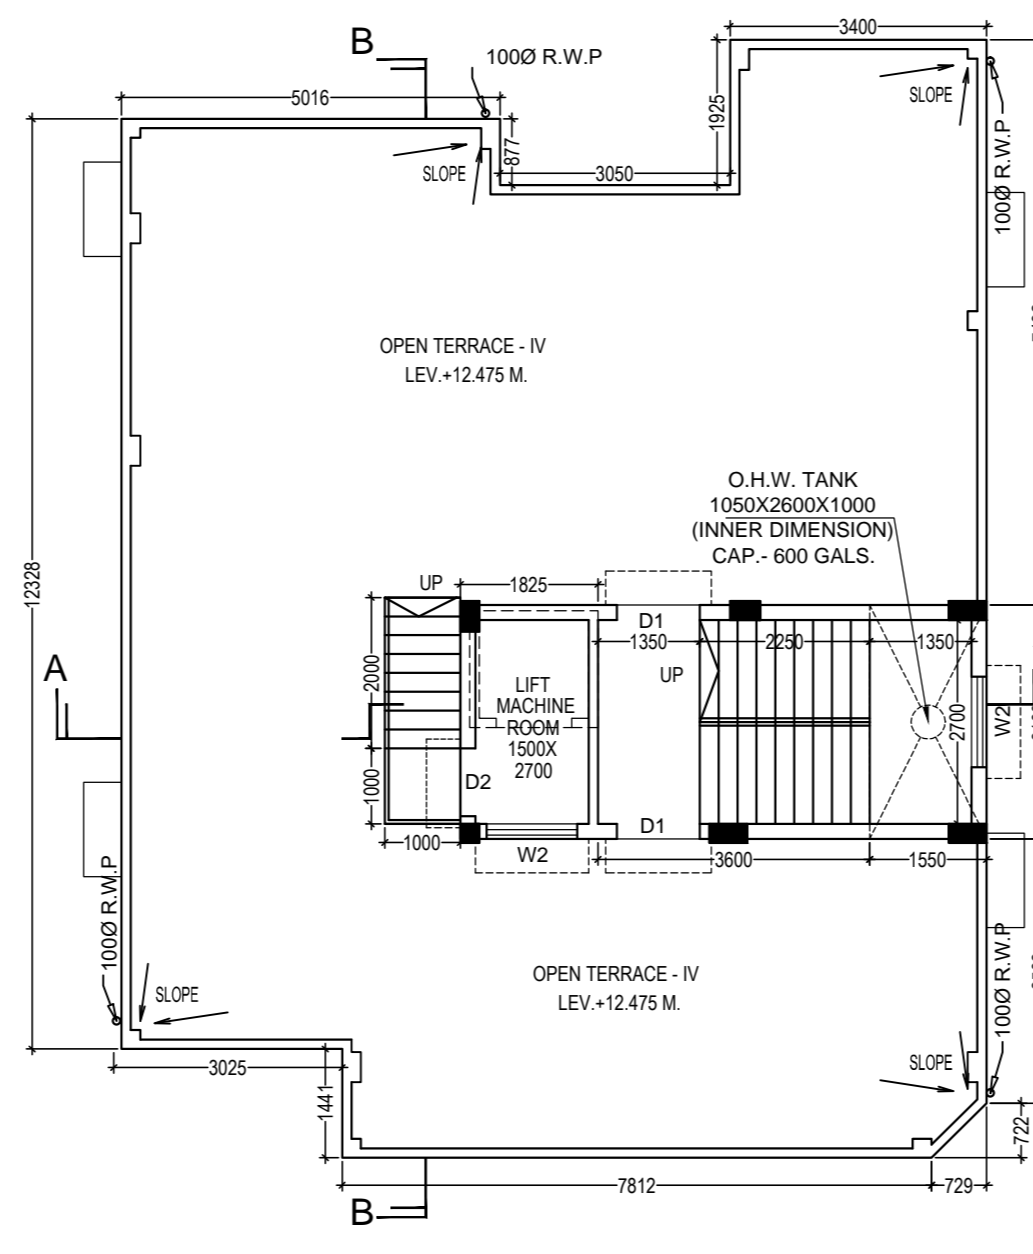 3400
B
100Ø R.W.P
5016
1925
SLOPE
877
SLOPE
3050
100Ø R.W.P
OPEN TERRACE - IV
LEV.+12.475 M.
O.H.W. TANK
1050X2600X1000
(INNER DIMENSION)
CAP.- 600 GALS.
12328
UP
1825
D1
1350
2250
1350
A
2000
LIFT
MACHINE
ROOM
1500X
2700
UP
2700
W2
1000
D2
D1
1000
W2
3600
1550
100Ø R.W.P
SLOPE
OPEN TERRACE - IV
LEV.+12.475 M.
100Ø R.W.P
SLOPE
3025
1441
722
7812
729
B